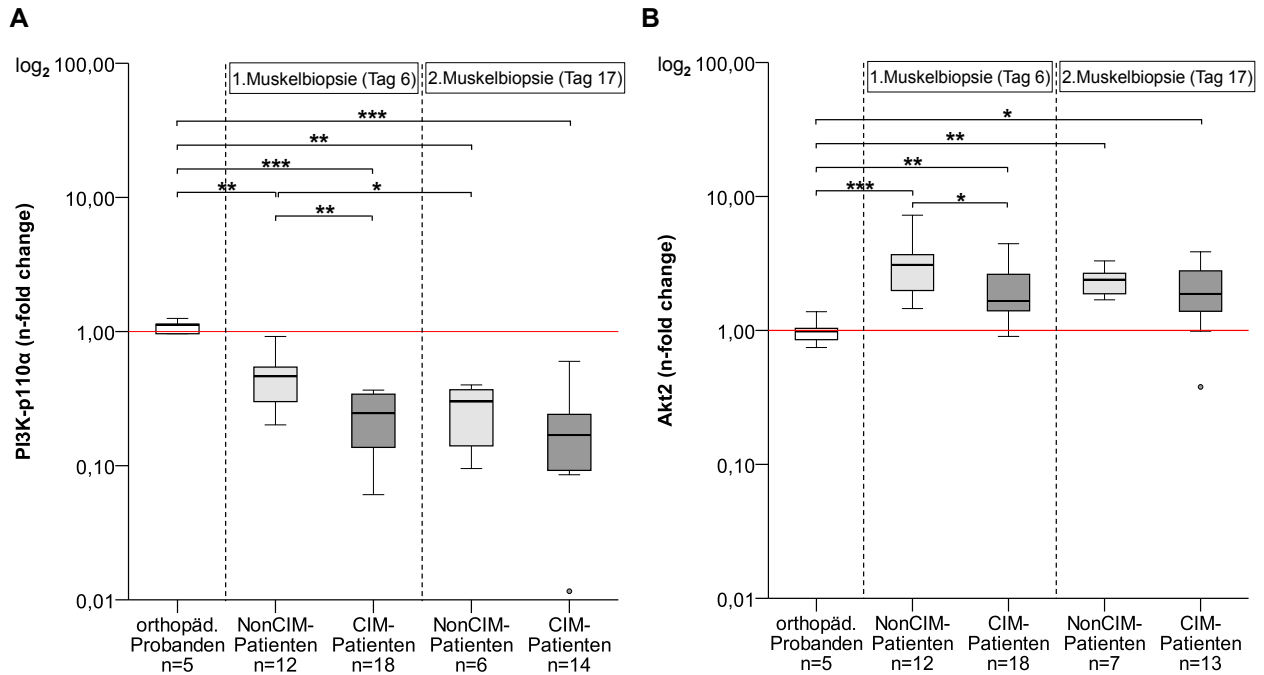 A
log2 100,00
1.Muskelbiopsie (Tag 6)
2.Muskelbiopsie (Tag 17)
***
**
***
**
*
**
10,00
1,00
0,10
0,01
PI3K-p110α (n-fold change)
orthopäd.
Probanden
n=5
NonCIM-
Patienten
n=12
CIM-
Patienten
n=18
NonCIM-
Patienten
n=6
CIM-
Patienten
n=14
B
log2 100,00
1.Muskelbiopsie (Tag 6)
2.Muskelbiopsie (Tag 17)
*
**
**
***
*
10,00
1,00
0,10
0,01
Akt2 (n-fold change)
orthopäd.
Probanden
n=5
NonCIM-
Patienten
n=12
CIM-
Patienten
n=18
NonCIM-
Patienten
n=7
CIM-
Patienten
n=13